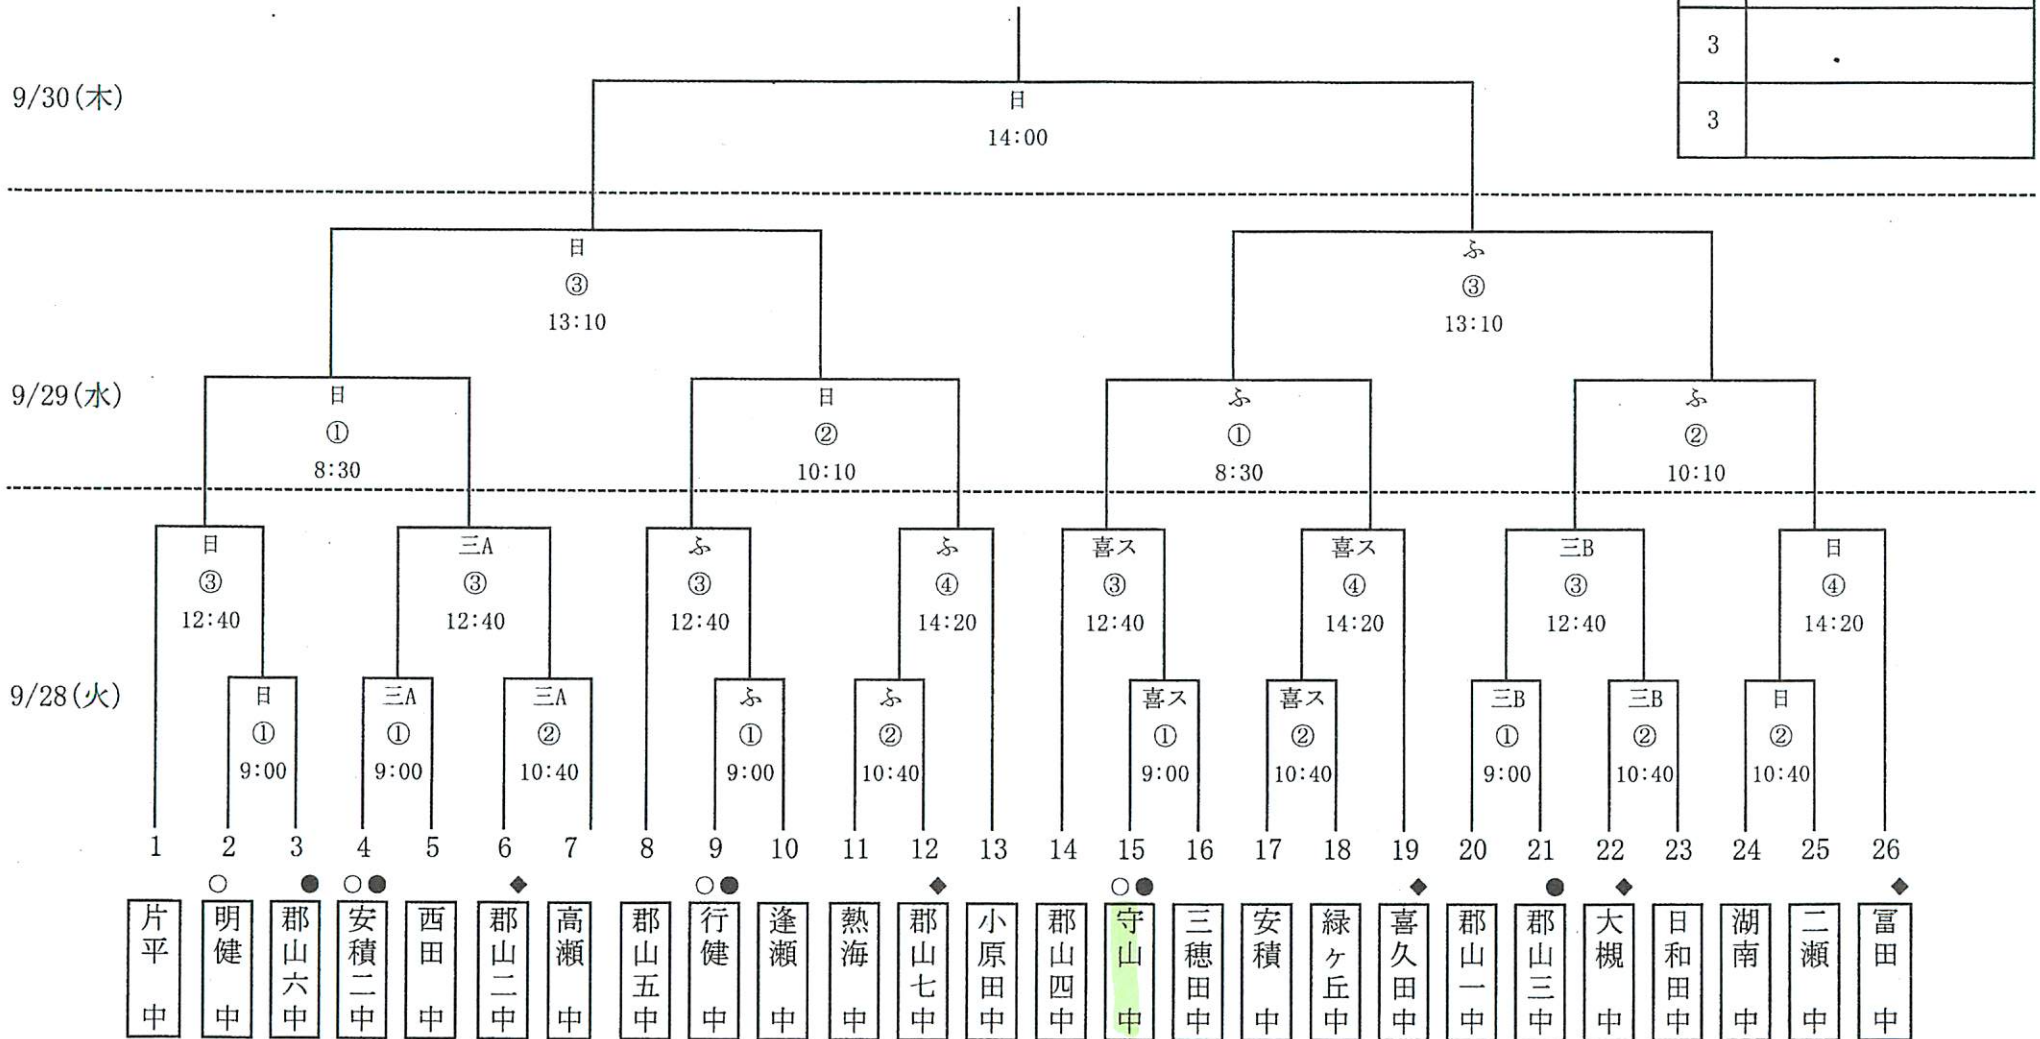 3
3
9/30(木)
日
14:00
日
③
13:10
ふ
③
13:10
9/29(水)
日
①
8:30
日
②
10:10
ふ
①
8:30
ふ
②
10:10
日
③
12:40
三A
③
12:40
ふ
③
12:40
ふ
④
14:20
喜ス
③
12:40
喜ス
④
14:20
三B
③
12:40
日
④
14:20
9/28(火)
日
①
9:00
三A
①
9:00
三A
②
10:40
ふ
①
9:00
ふ
②
10:40
喜ス
①
9:00
喜ス
②
10:40
三B
①
9:00
三B
②
10:40
日
②
10:40
1 2 3 4 5 6 7 8 9 10 11 12 13 14 15 16 17 18 19 20 21 22 23 24 25 26
○ ● ○● ◆ ○● ◆ ○● ◆ ● ◆ ◆
片平 中
明健 中
郡山六中
安積二中
西田 中
郡山二中
高瀬 中
郡山五中
行健 中
逢瀬 中
熱海 中
郡山七中
小原田中
郡山四中
守山 中
三穂田中
安積 中
緑ヶ丘中
喜久田中
郡山一中
郡山三中
大槻 中
日和田中
湖南 中
二瀬 中
冨田 中